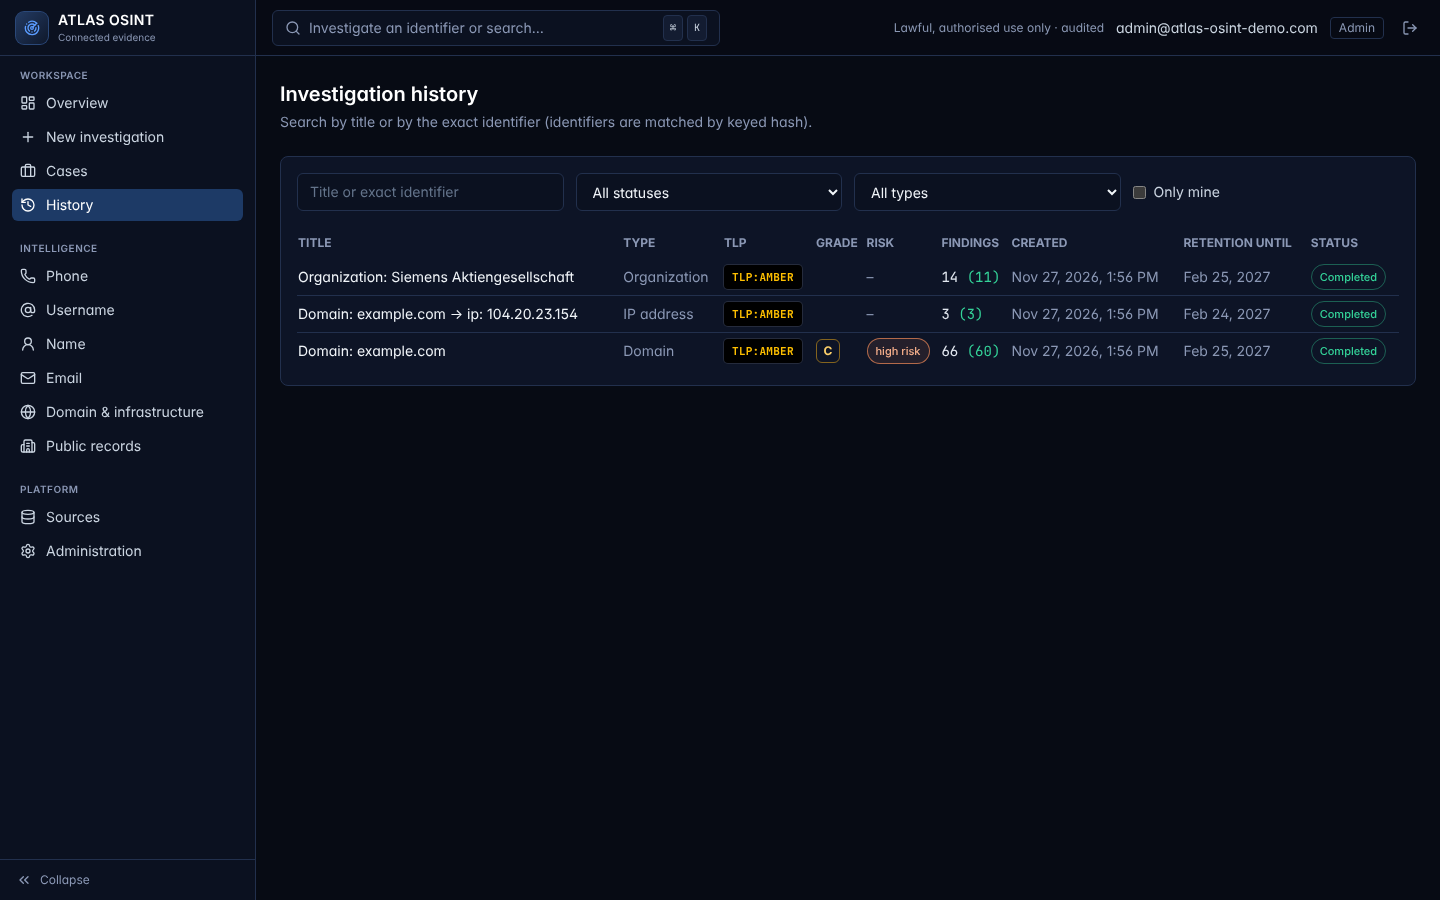 ATLAS OSINT
Connected evidence
Investigate an identifier or search...
⌘ K
Lawful, authorised use only · audited
admin@atlas-osint-demo.com
Admin
WORKSPACE
Overview
New investigation
Cases
History
INTELLIGENCE
Phone
Username
Name
Email
Domain & infrastructure
Public records
PLATFORM
Sources
Administration
Collapse
Investigation history
Search by title or by the exact identifier (identifiers are matched by keyed hash).
Title or exact identifier
All statuses
All types
Only mine
TITLE TYPE TLP GRADE RISK FINDINGS CREATED RETENTION UNTIL STATUS
Organization: Siemens Aktiengesellschaft Organization TLP:AMBER – 14 (11) Nov 27, 2026, 1:56 PM Feb 25, 2027 Completed
Domain: example.com → ip: 104.20.23.154 IP address TLP:AMBER – 3 (3) Nov 27, 2026, 1:56 PM Feb 24, 2027 Completed
Domain: example.com Domain TLP:AMBER C high risk 66 (60) Nov 27, 2026, 1:56 PM Feb 25, 2027 Completed